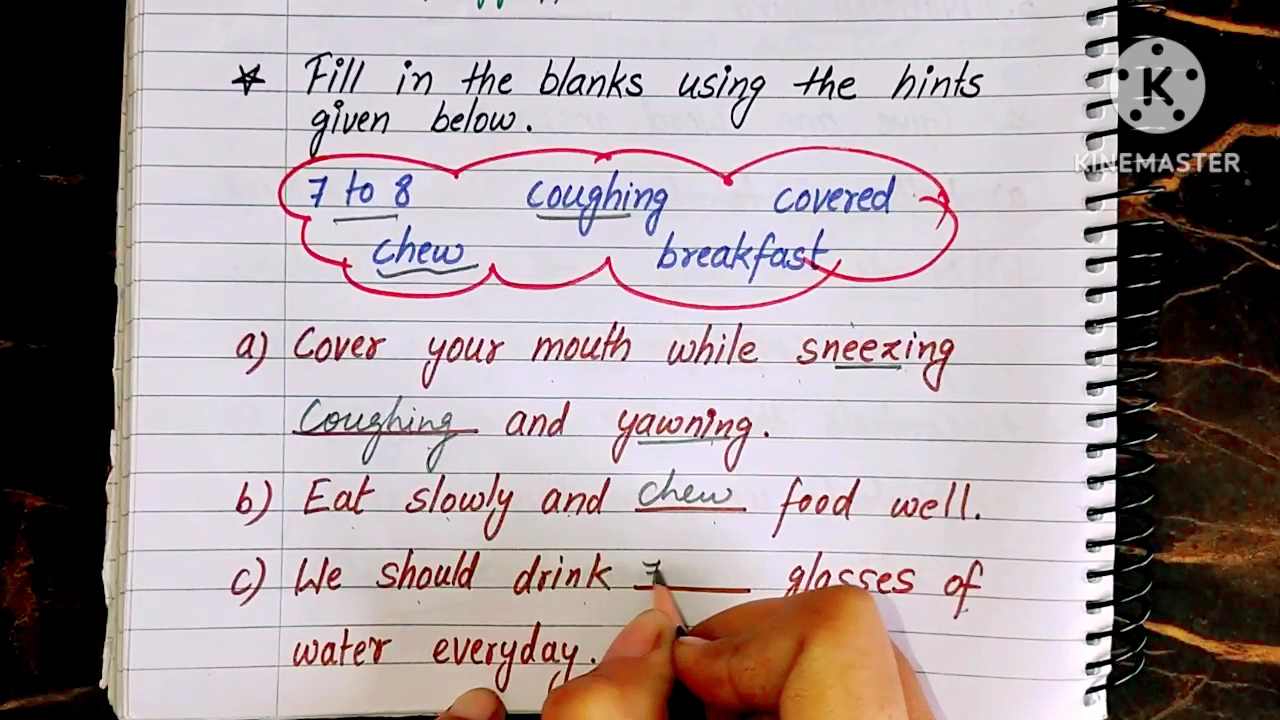 ★ Fill in the blanks using the hints
given below.
7 to 8 coughing covered
chew breakfast
a) Cover your mouth while sneezing
coughing and yawning.
b) Eat slowly and chew food well.
c) We should drink 7 glasses of
water everyday.
K
KINEMASTER